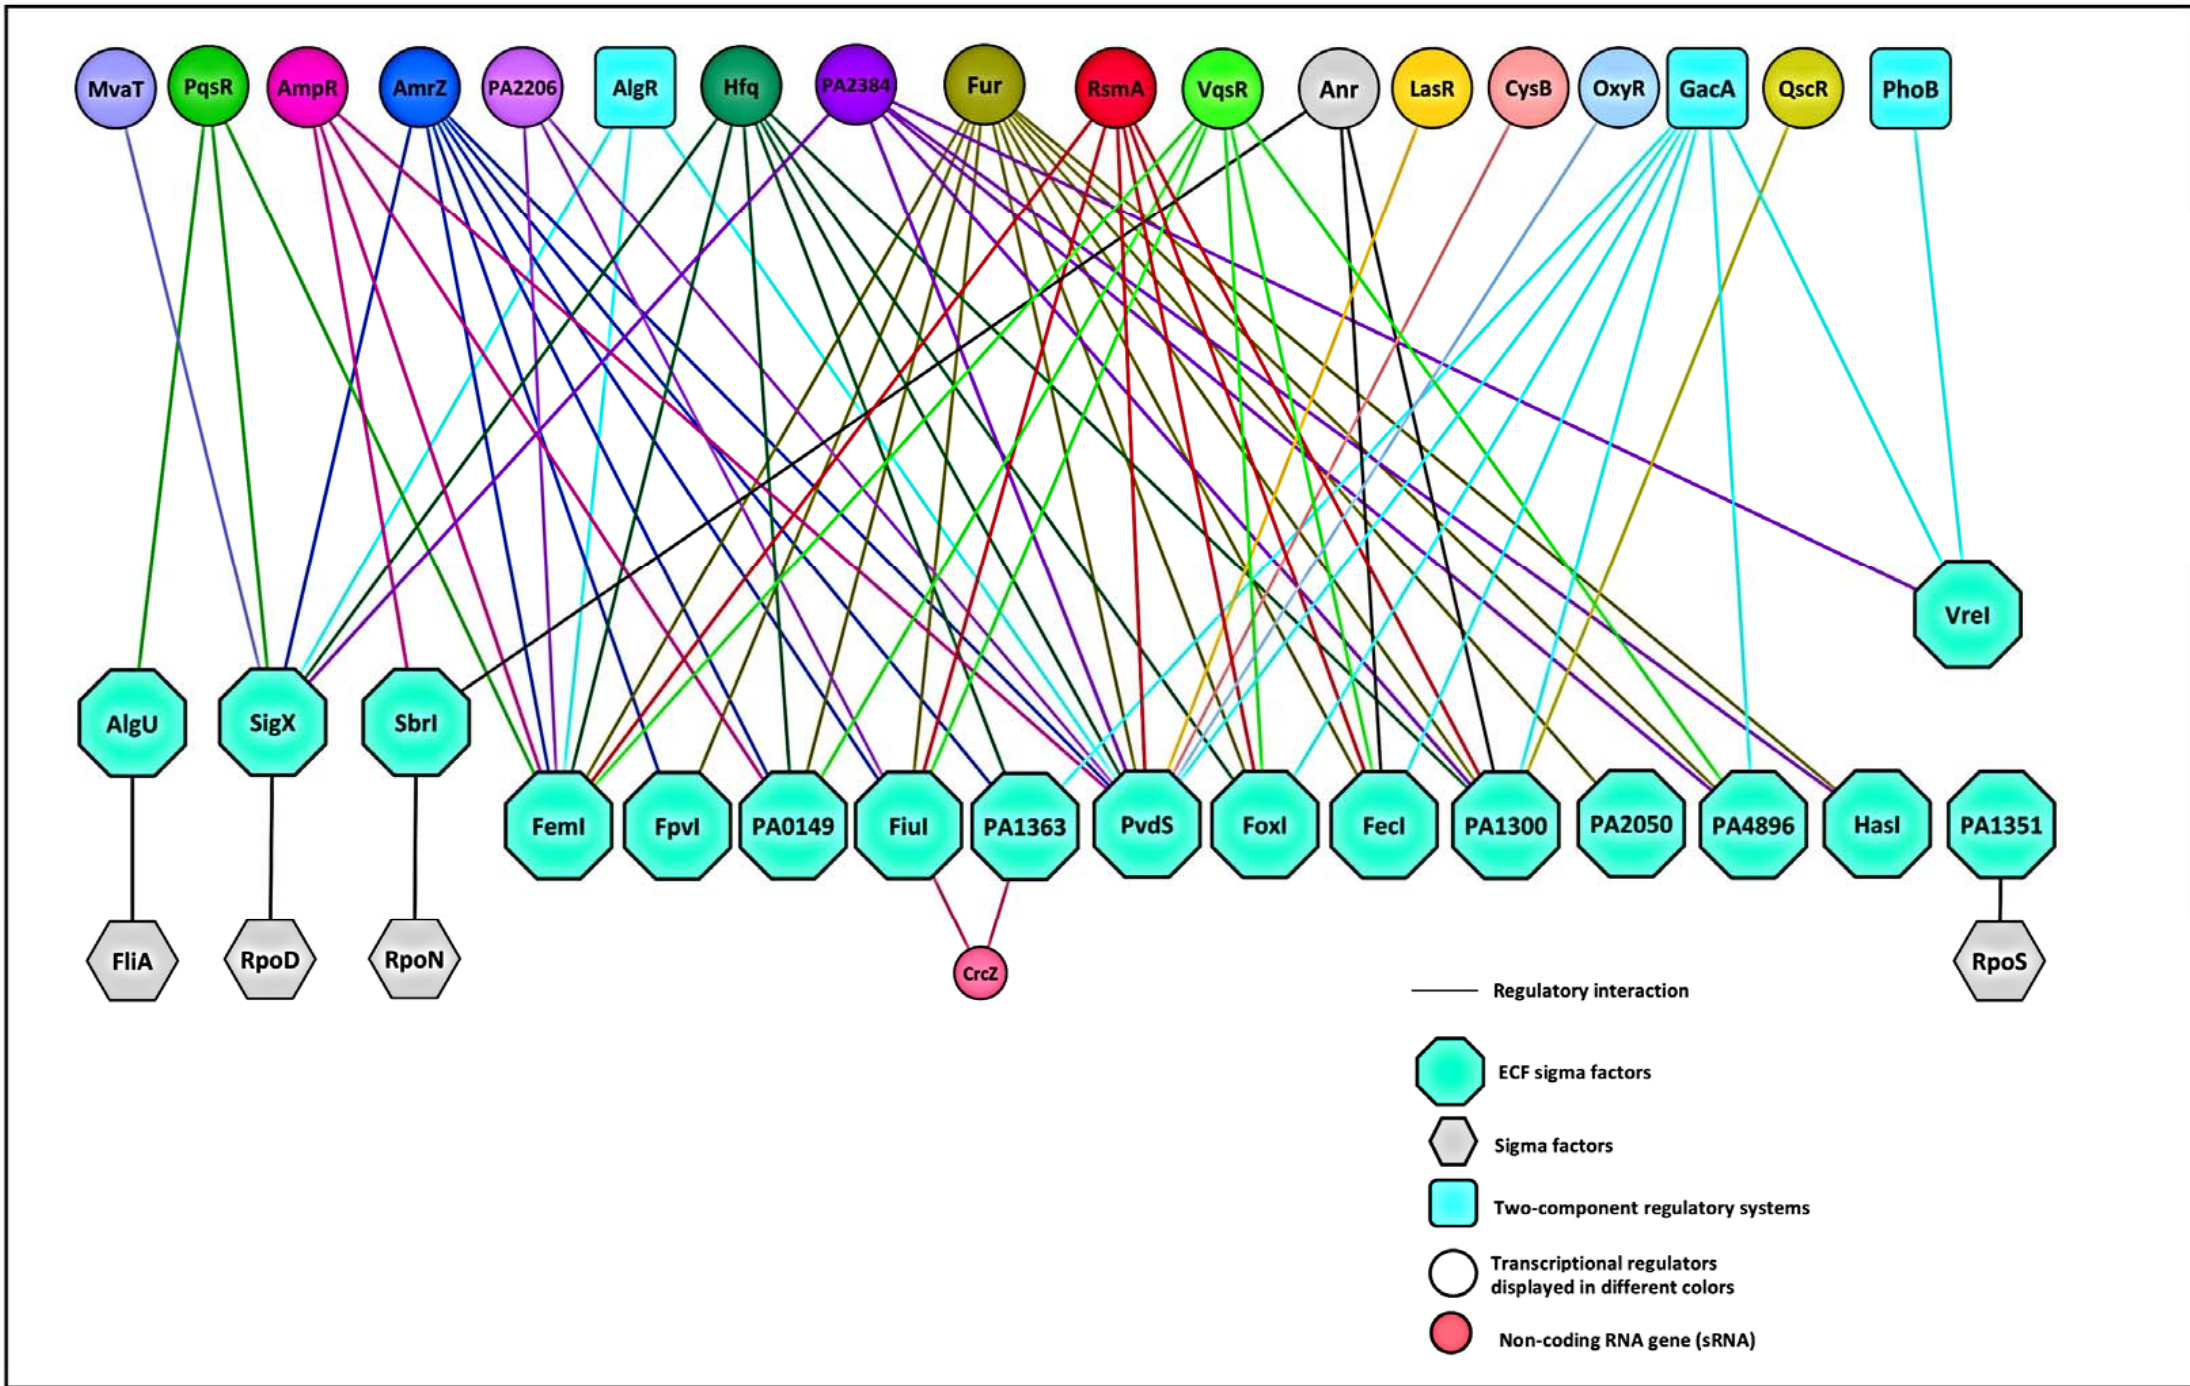 MvaT
PqsR
AmpR
AmrZ
PA2206
AlgR
Hfq
PA2384
Fur
RsmA
VqsR
Anr
LasR
CysB
OxyR
GacA
QscR
PhoB
VreI
AlgU
SigX
SbrI
FemI
FpvI
PA0149
FiuI
PA1363
PvdS
FoxI
FecI
PA1300
PA2050
PA4896
HasI
PA1351
FliA
RpoD
RpoN
CrcZ
RpoS
Regulatory interaction
ECF sigma factors
Sigma factors
Two-component regulatory systems
Transcriptional regulators
displayed in different colors
Non-coding RNA gene (sRNA)